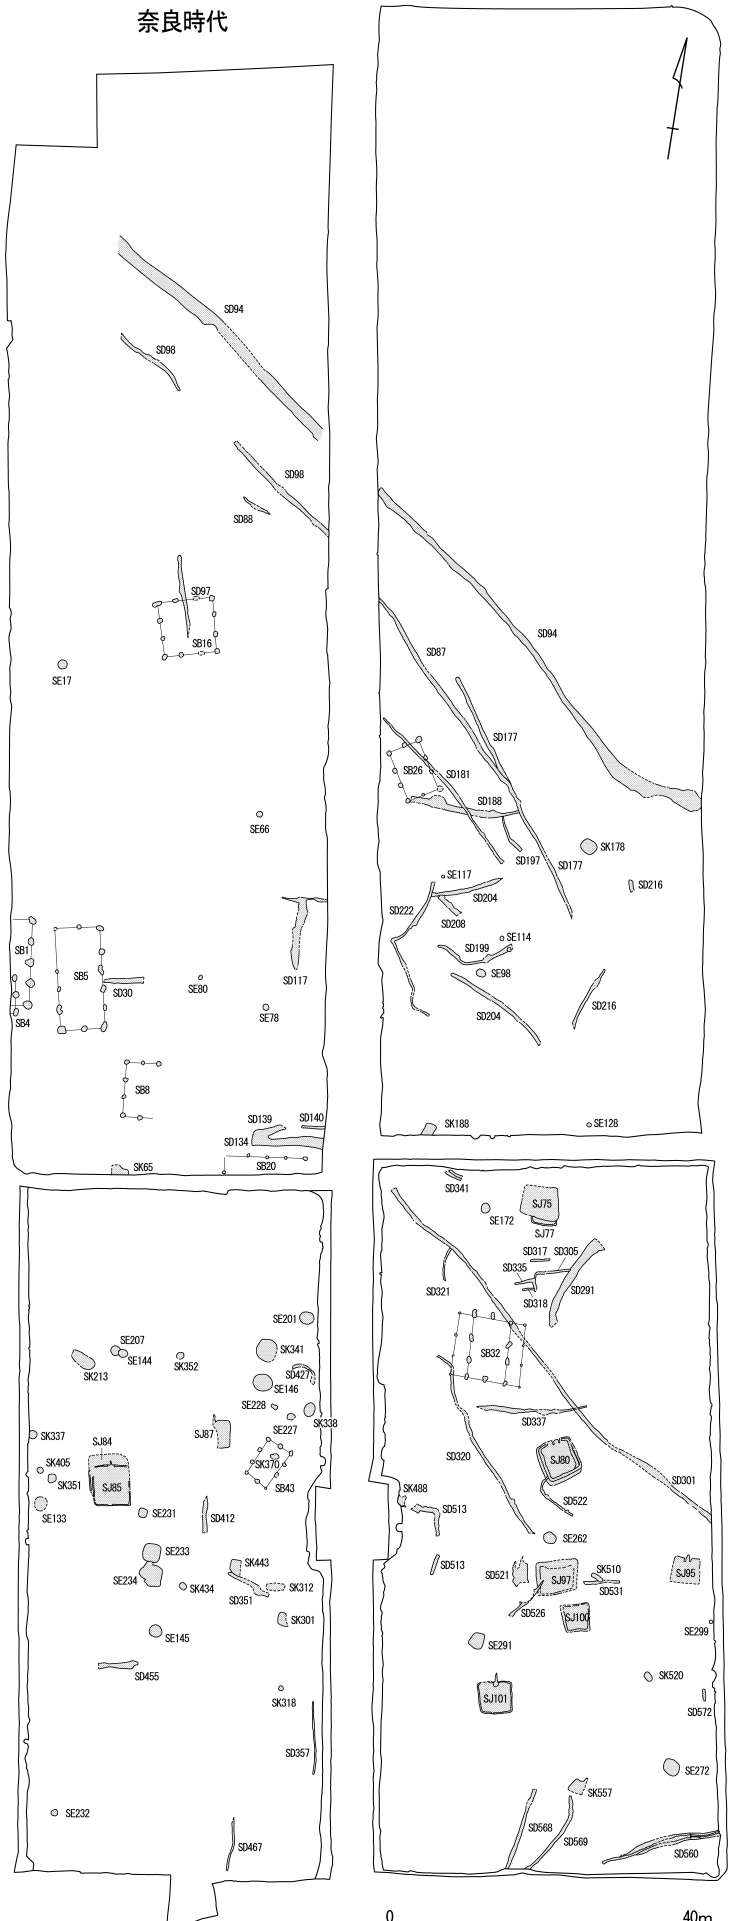 奈良時代
SD94
SD98
SD98
SD88
SD97
SB16
SE17
SE66
SB1
SB5
SD30
SE80
SD117
SB4
SE78
SB8
SD139
SD140
SD134
SK65
SB20
SD94
SD87
SD177
SB26
SD181
SD188
SD197
SD177
SK178
SE117
SD204
SD216
SD222
SD208
SD199
SE114
SE98
SD204
SD216
SK188
SE128
SE201
SE207
SE144
SK352
SK341
SK213
SD427
SE146
SE228
SK338
SE227
SK337
SJ84
SJ87
SK405
SK370
SK351
SJ85
SB43
SE133
SE231
SD412
SE233
SK443
SE234
SK434
SK312
SD351
SK301
SE145
SD455
SK318
SD357
SE232
SD467
SD341
SJ75
SE172
SJ77
SD317
SD305
SD335
SD321
SD291
SD318
SB32
SD337
SD320
SJ80
SD301
SK488
SD522
SD513
SE262
SD513
SD521
SK510
SJ97
SJ95
SD531
SD526
SJ100
SE299
SE291
SK520
SJ101
SD572
SE272
SK557
SD568
SD569
SD560
0 40m